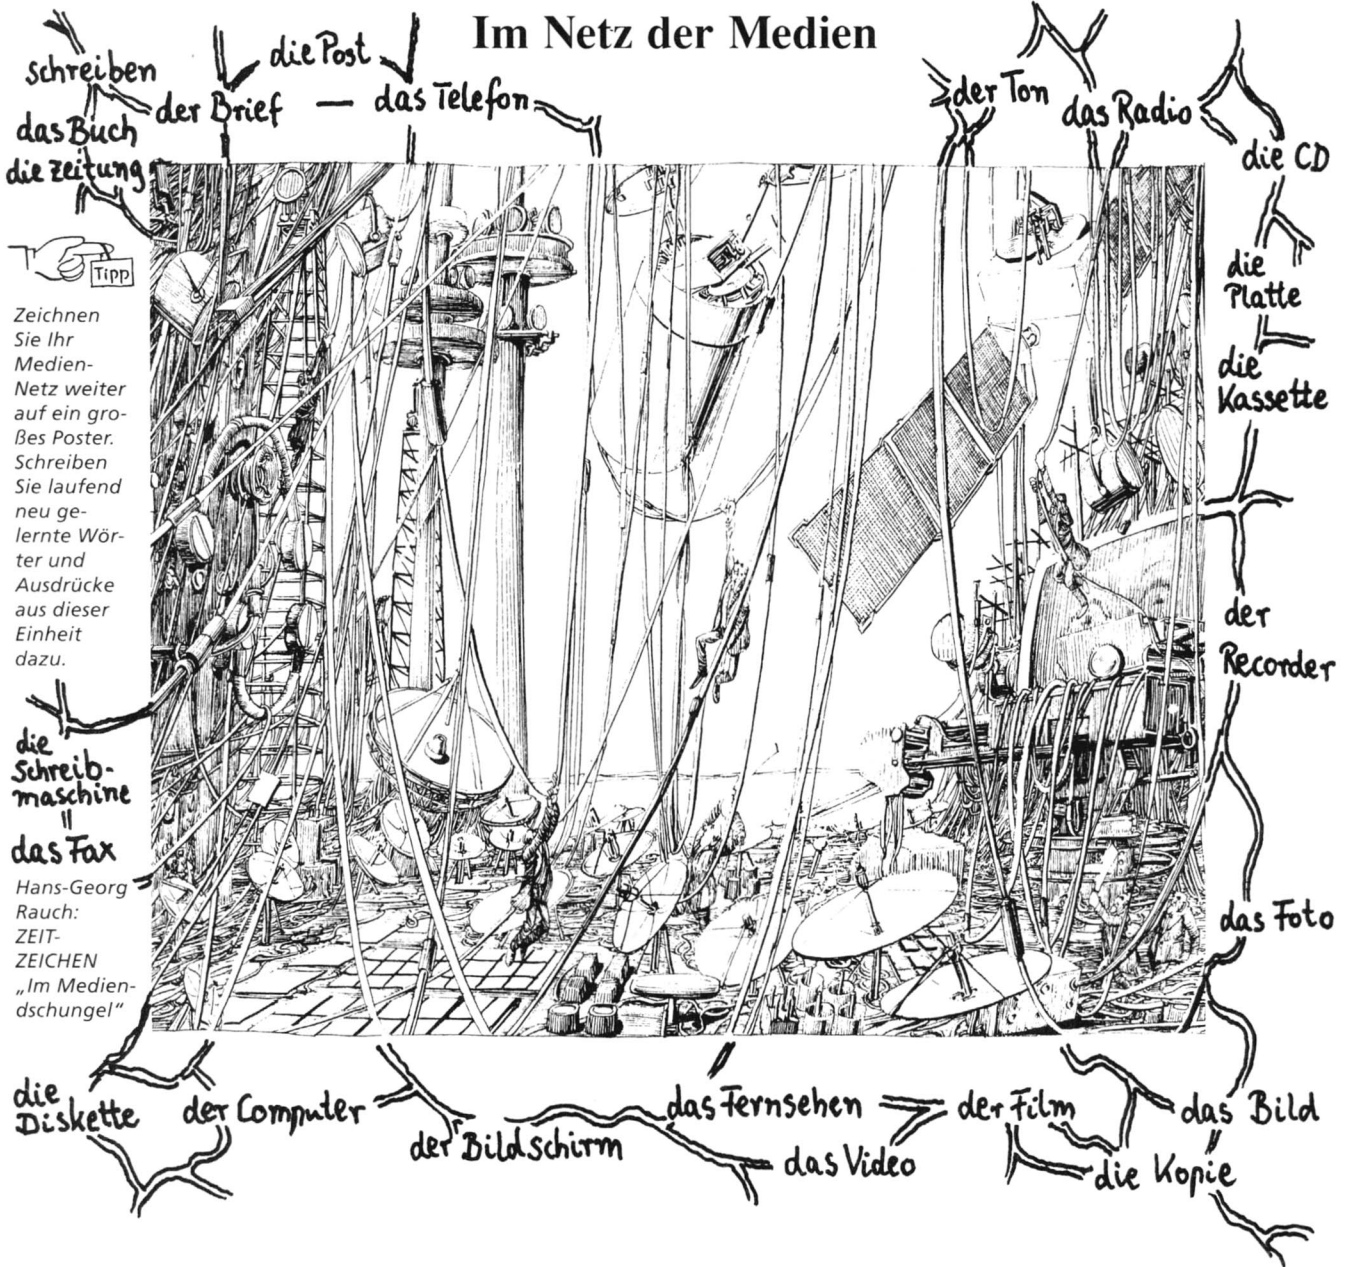 Im Netz der Medien
schreiben
die Post
der Brief — das Telefon
das Buch
die Zeitung
der Ton
das Radio
die CD
die
Platte
die
Kassette
der
Recorder
das Foto
Tipp
Zeichnen
Sie Ihr
Medien-
Netz weiter
auf ein gro-
ßes Poster.
Schreiben
Sie laufend
neu ge-
lernte Wör-
ter und
Ausdrücke
aus dieser
Einheit
dazu.
die
Schreib-
maschine
das Fax
Hans-Georg
Rauch:
ZEIT-
ZEICHEN
„Im Medien-
dschungel“
die
Diskette
der Computer
der Bildschirm
das Fernsehen
das Video
der Film
die Kopie
das Bild